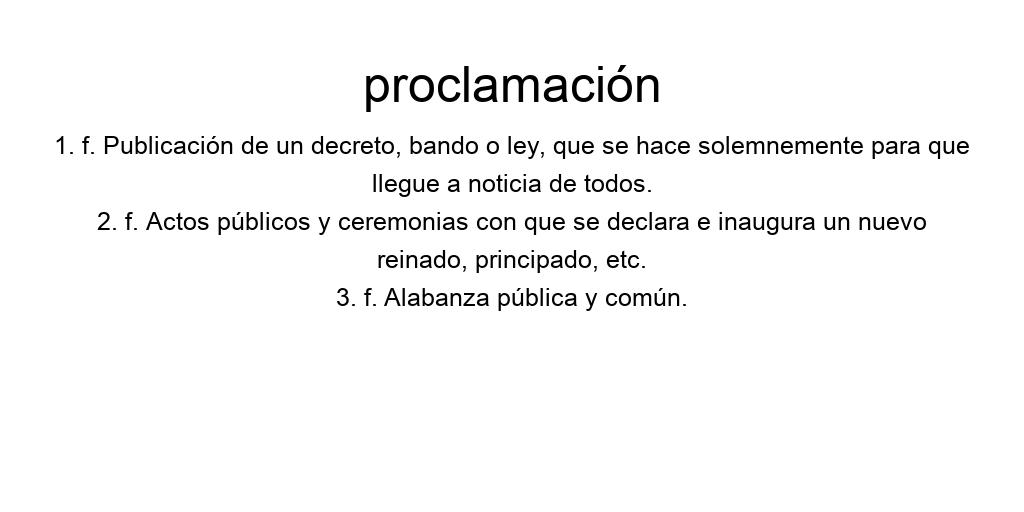 proclamación
1. f. Publicación de un decreto, bando o ley, que se hace solemnemente para que
llegue a noticia de todos.
2. f. Actos públicos y ceremonias con que se declara e inaugura un nuevo
reinado, principado, etc.
3. f. Alabanza pública y común.